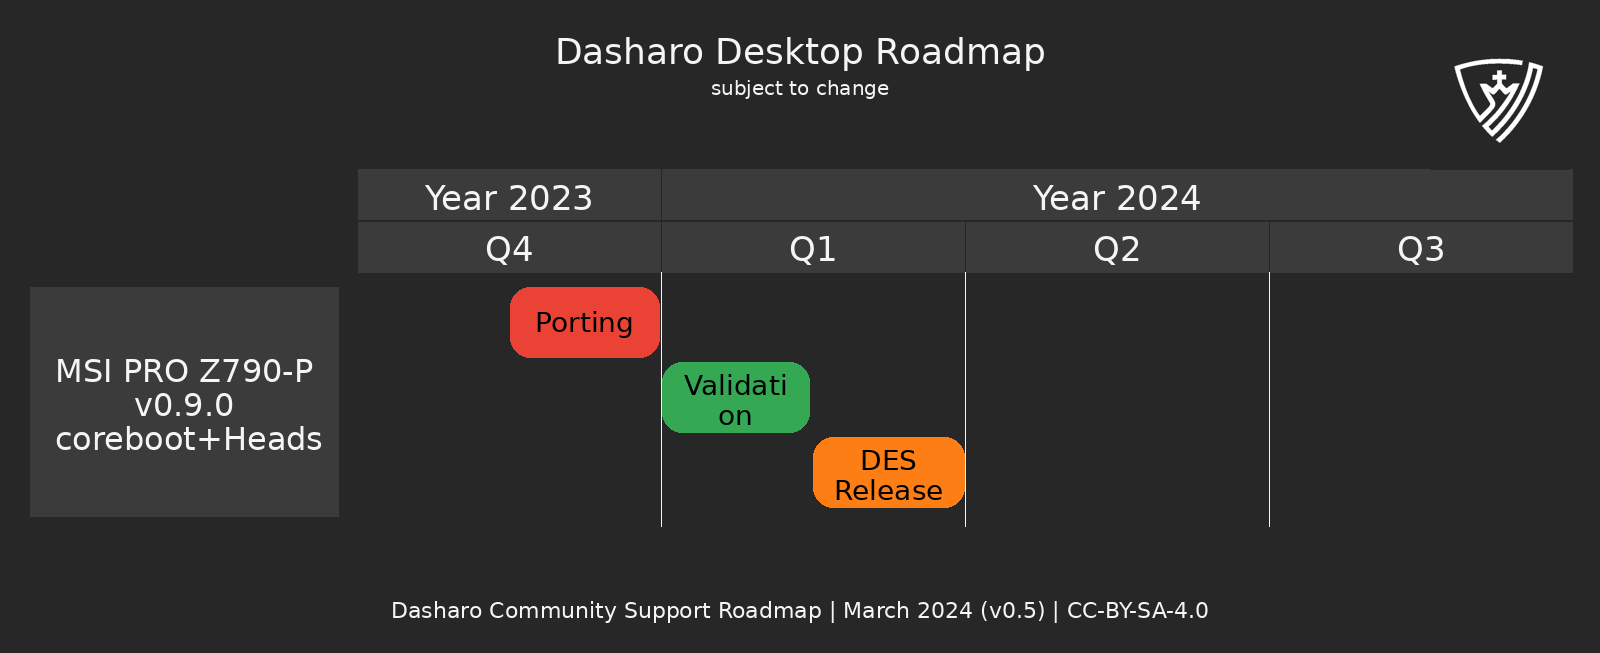 Dasharo Desktop Roadmap
subject to change
Year 2023
Year 2024
Q4
Q1
Q2
Q3
MSI PRO Z790-P
v0.9.0
coreboot+Heads
Porting
Validati
on
DES
Release
Dasharo Community Support Roadmap | March 2024 (v0.5) | CC-BY-SA-4.0